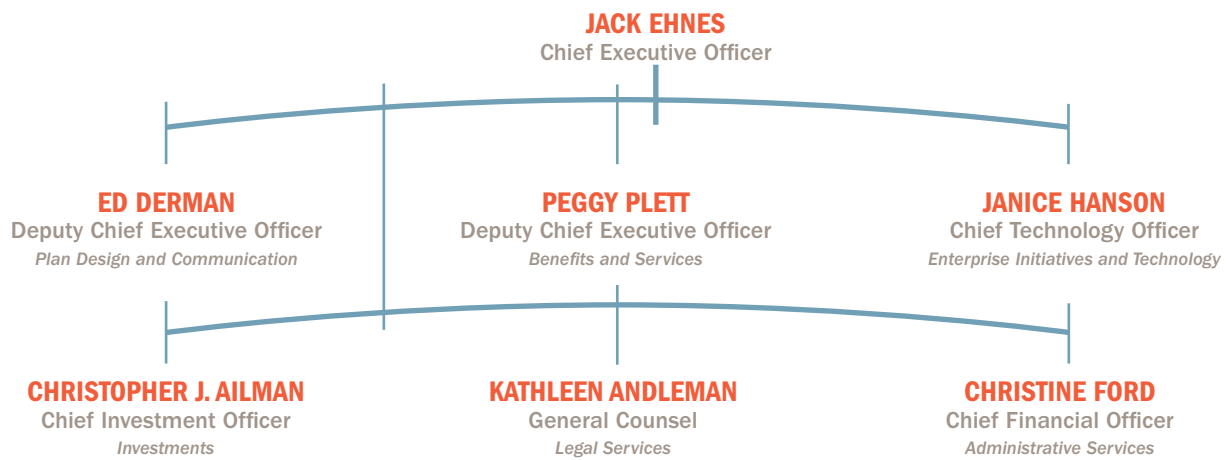 JACK EHNES
Chief Executive Officer
ED DERMAN
Deputy Chief Executive Officer
Plan Design and Communication
PEGGY PLETT
Deputy Chief Executive Officer
Benefits and Services
JANICE HANSON
Chief Technology Officer
Enterprise Initiatives and Technology
CHRISTOPHER J. AILMAN
Chief Investment Officer
Investments
KATHLEEN ANDLEMAN
General Counsel
Legal Services
CHRISTINE FORD
Chief Financial Officer
Administrative Services